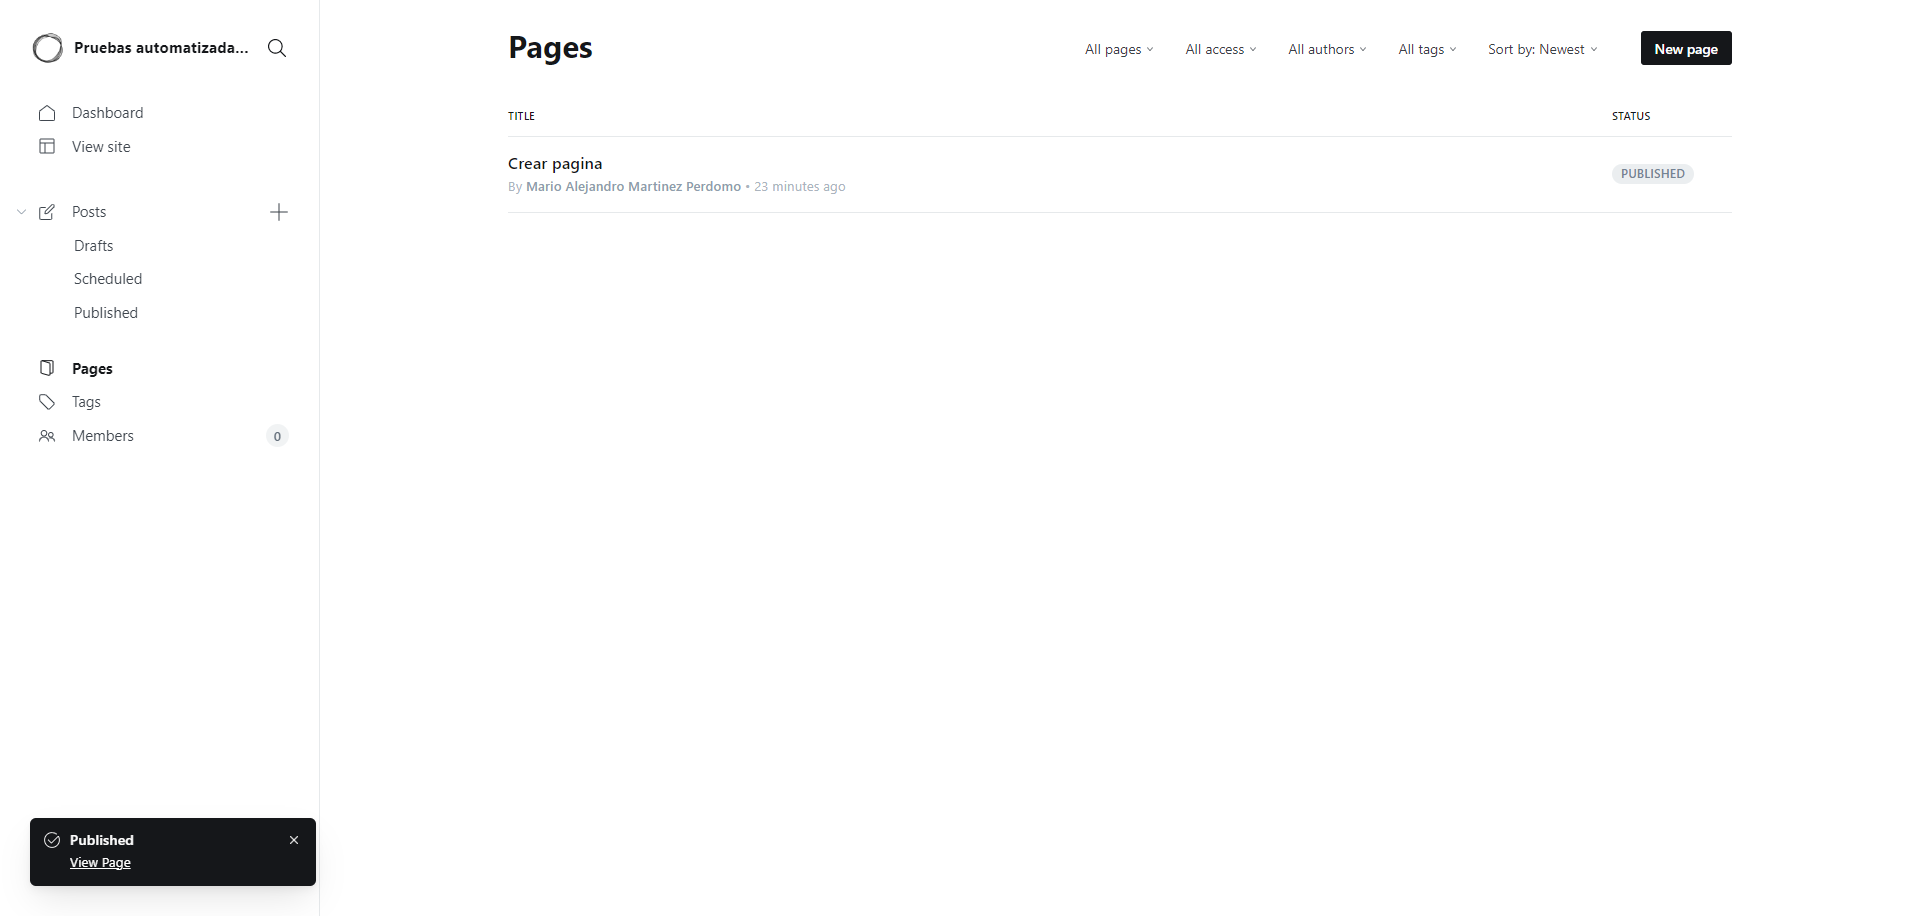 Pruebas automatizada...
Dashboard
View site
Posts
Drafts
Scheduled
Published
Pages
Tags
Members 0
Pages
All pages All access All authors All tags Sort by: Newest New page
TITLE STATUS
Crear pagina
By Mario Alejandro Martinez Perdomo • 23 minutes ago
PUBLISHED
Published
View Page